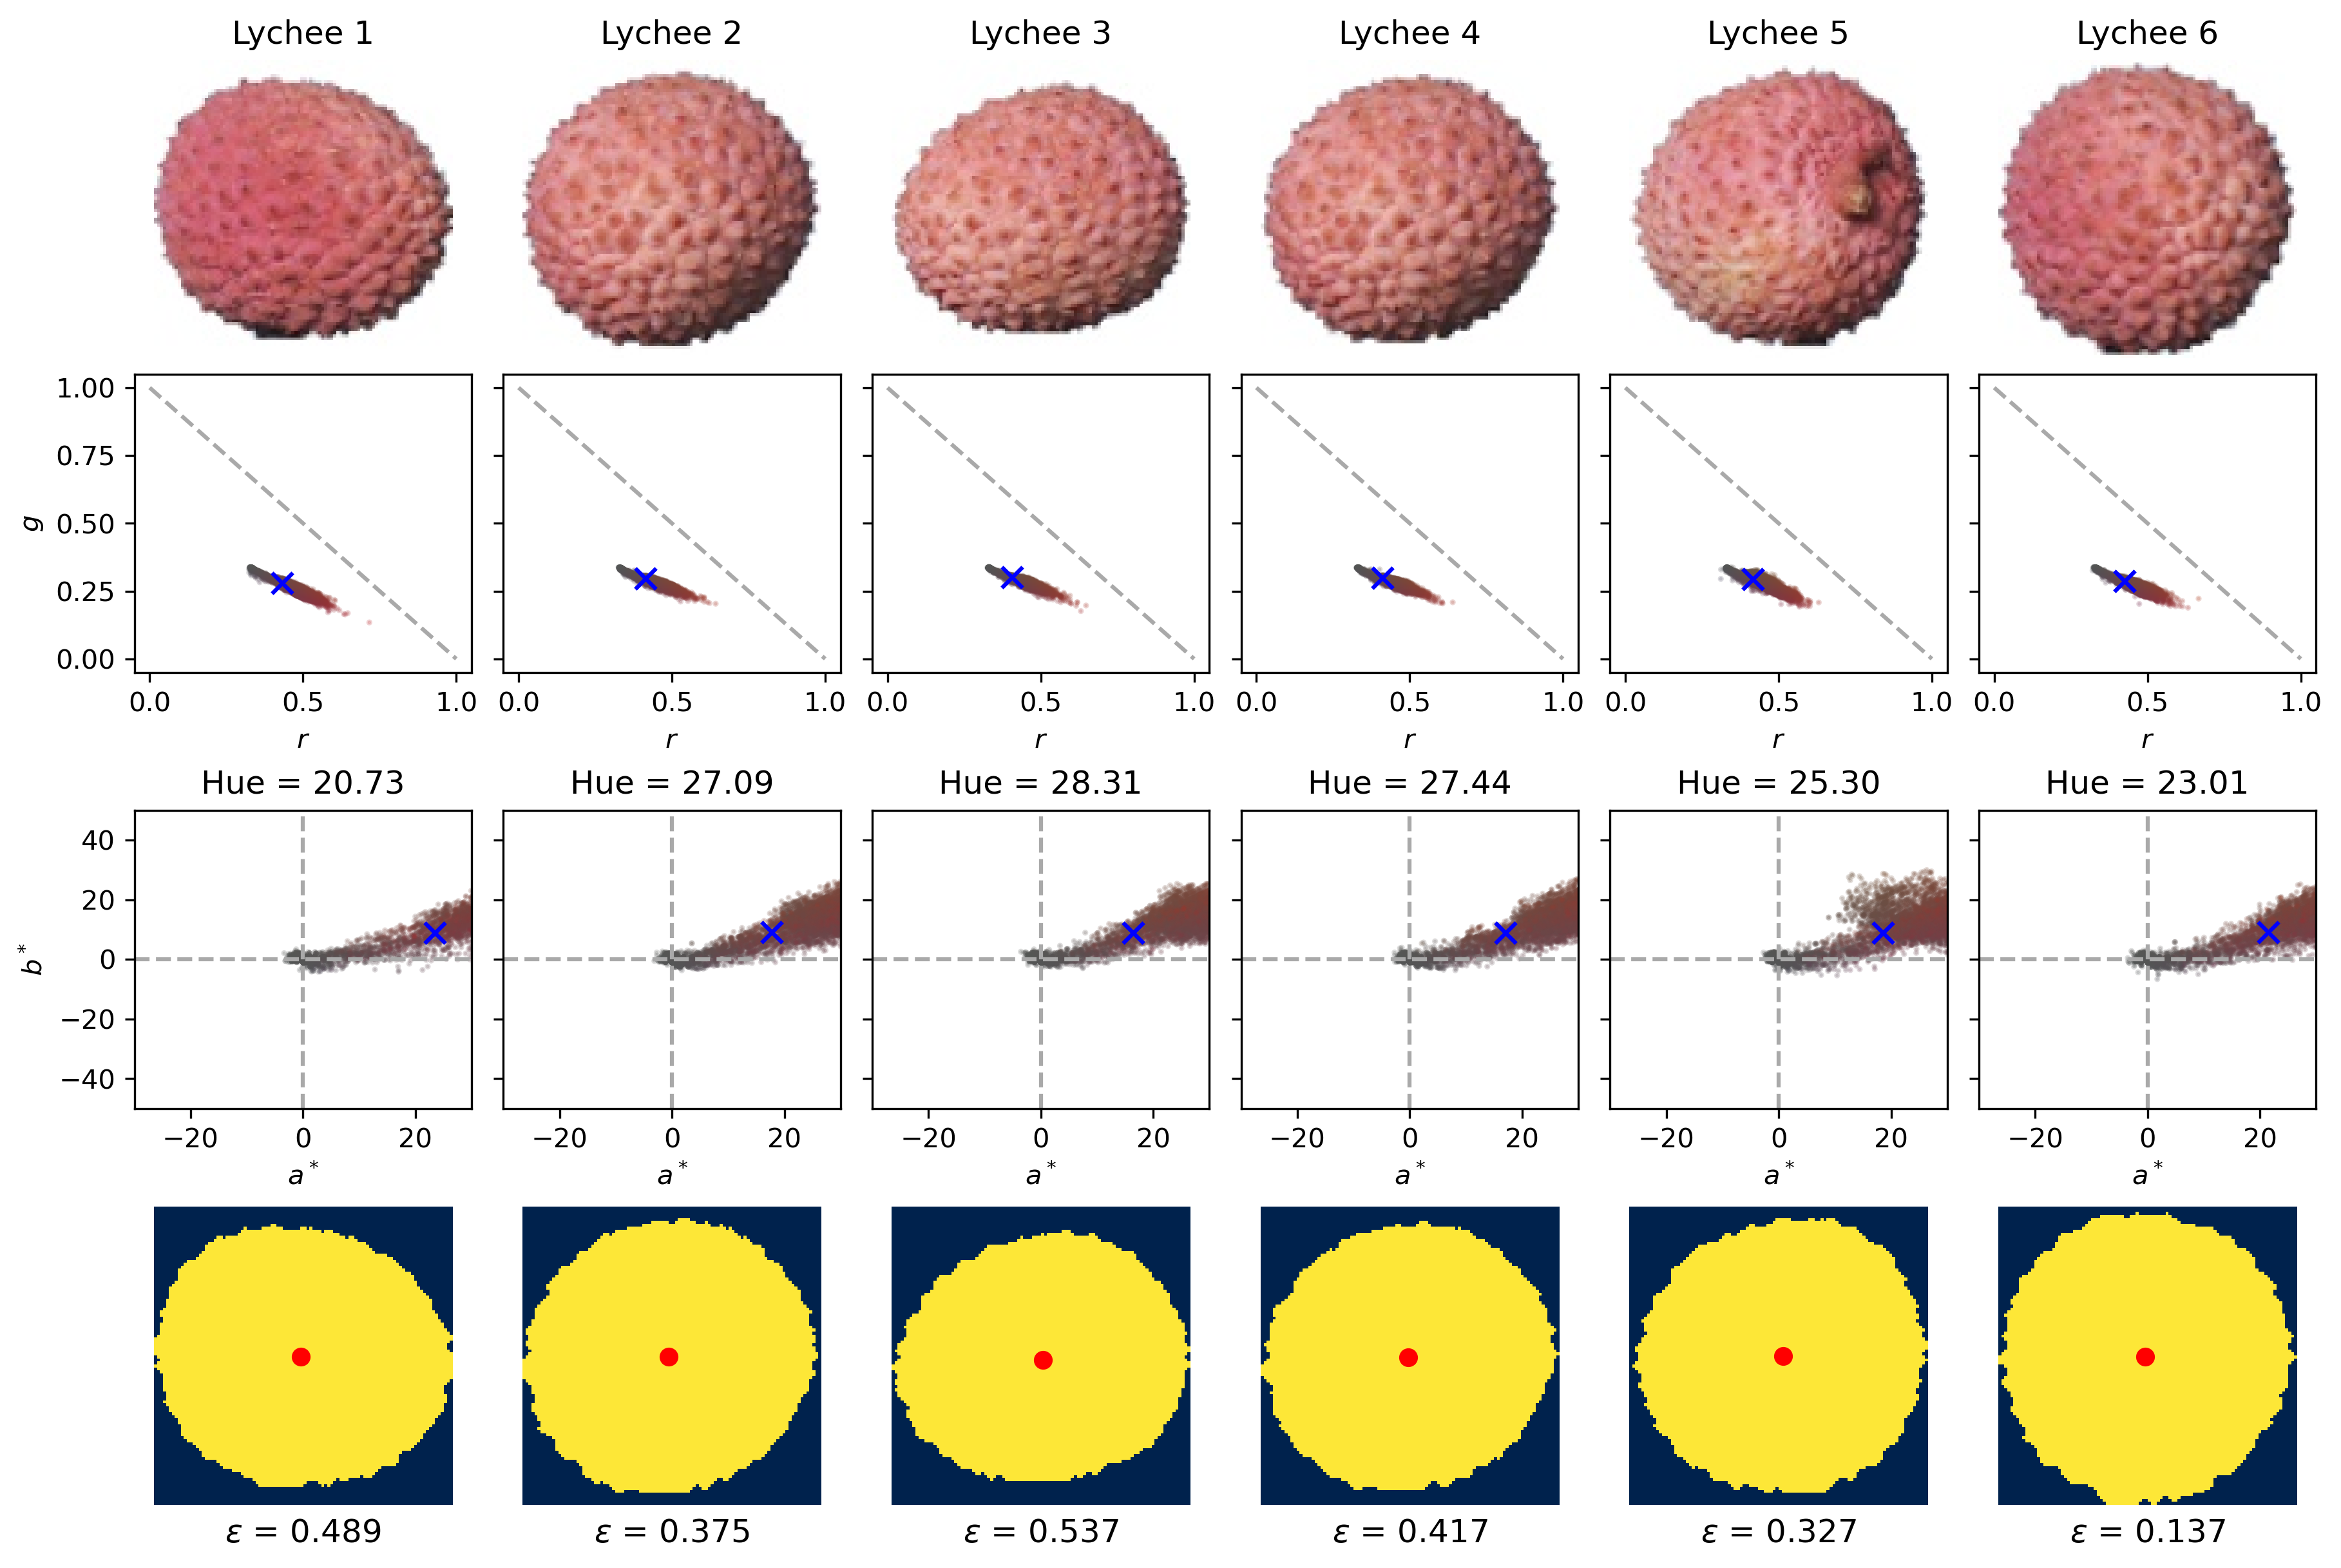 Lychee 1 Lychee 2 Lychee 3 Lychee 4 Lychee 5 Lychee 6
1.00
0.75
0.50
0.25
0.00
g
0.0 0.5 1.0 0.0 0.5 1.0 0.0 0.5 1.0 0.0 0.5 1.0 0.0 0.5 1.0 0.0 0.5 1.0
r r r r r r
Hue = 20.73 Hue = 27.09 Hue = 28.31 Hue = 27.44 Hue = 25.30 Hue = 23.01
40
20
0
−20
−40
b*
−20 0 20 −20 0 20 −20 0 20 −20 0 20 −20 0 20 −20 0 20
a* a* a* a* a* a*
ε = 0.489 ε = 0.375 ε = 0.537 ε = 0.417 ε = 0.327 ε = 0.137